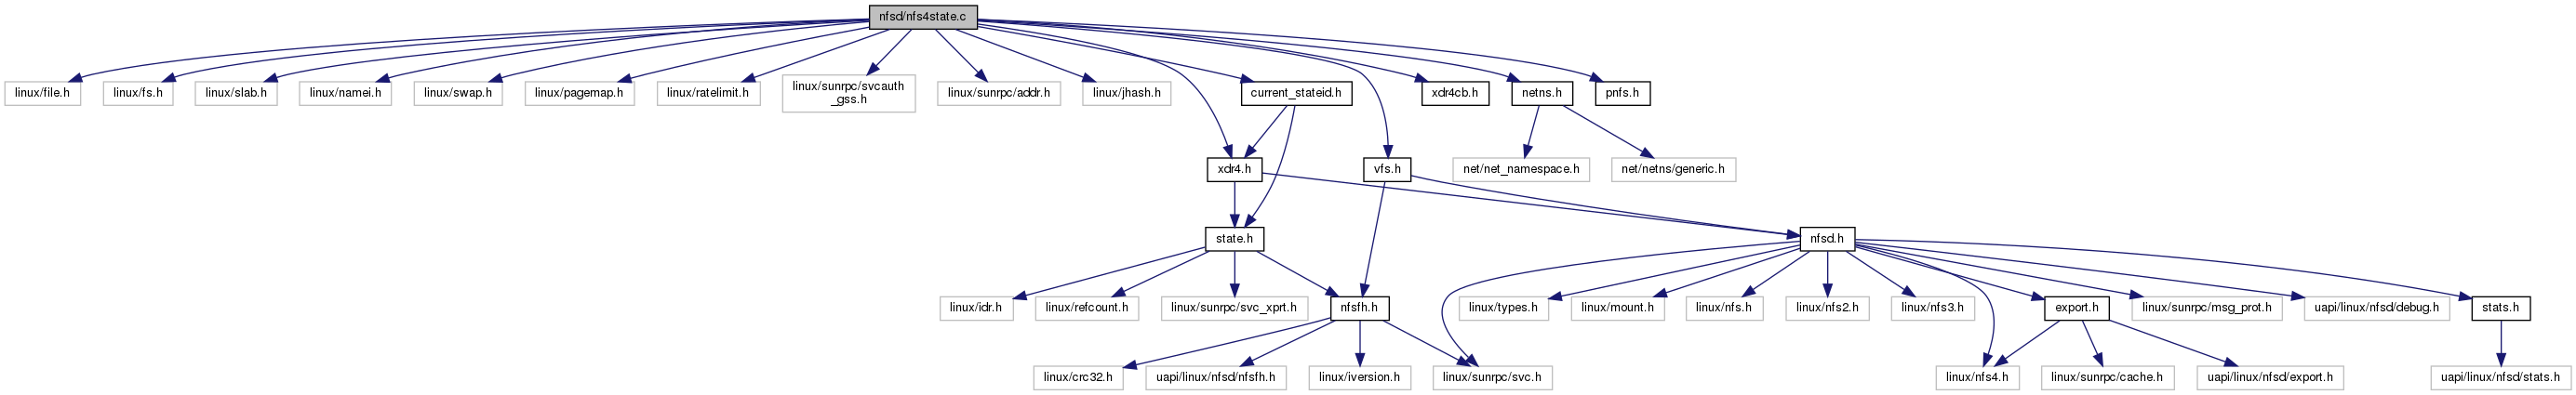 nfsd/nfs4state.c
linux/file.h
linux/fs.h
linux/slab.h
linux/namei.h
linux/swap.h
linux/pagemap.h
linux/ratelimit.h
linux/sunrpc/svcauth
_gss.h
linux/sunrpc/addr.h
linux/jhash.h
current_stateid.h
xdr4cb.h
netns.h
pnfs.h
xdr4.h
vfs.h
net/net_namespace.h
net/netns/generic.h
state.h
nfsd.h
linux/idr.h
linux/refcount.h
linux/sunrpc/svc_xprt.h
nfsfh.h
linux/types.h
linux/mount.h
linux/nfs.h
linux/nfs2.h
linux/nfs3.h
export.h
linux/sunrpc/msg_prot.h
uapi/linux/nfsd/debug.h
stats.h
linux/crc32.h
uapi/linux/nfsd/nfsfh.h
linux/iversion.h
linux/sunrpc/svc.h
linux/nfs4.h
linux/sunrpc/cache.h
uapi/linux/nfsd/export.h
uapi/linux/nfsd/stats.h